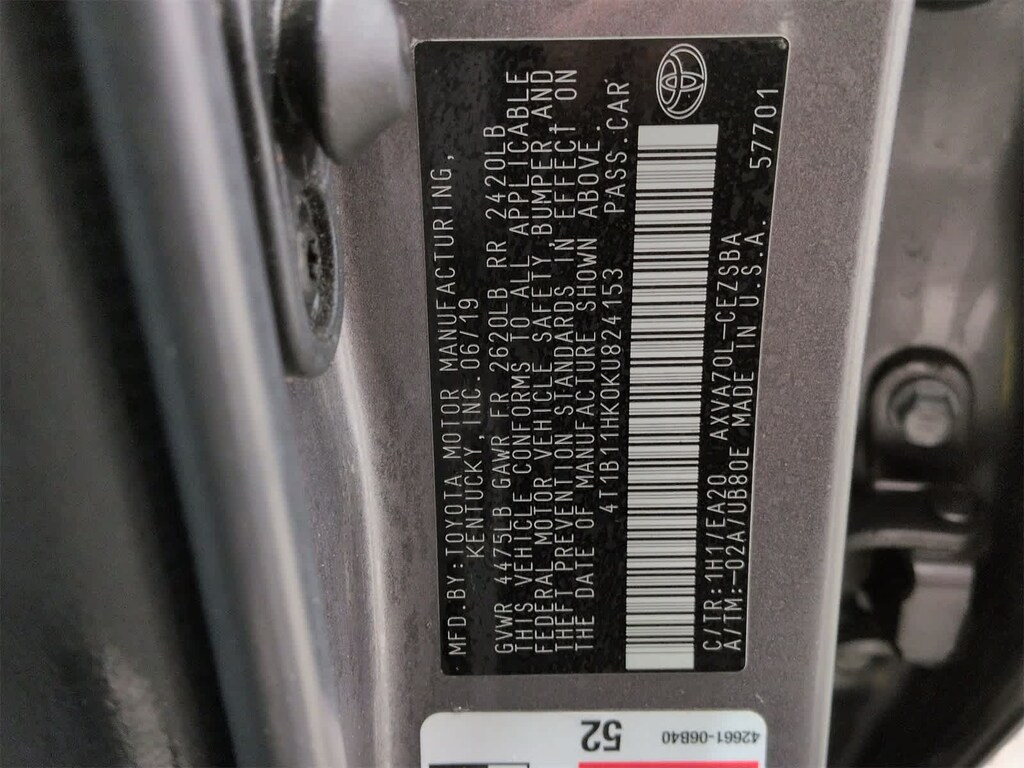 MFD.BY:TOYOTA MOTOR MANUFACTURING,
KENTUCKY, INC. 06/19
GVWR 4475LB GAWR FR 2620LB RR 2420LB
THIS VEHICLE CONFORMS TO ALL APPLICABLE
FEDERAL MOTOR VEHICLE SAFETY, BUMPER, AND
THEFT PREVENTION STANDARDS IN EFFECT ON
THE DATE OF MANUFACTURE SHOWN ABOVE.
4T1B11HK0KU824153 PASS.CAR
C/TR:1H1/EA20 AXVA70L-CEZSBA
A/TM:-02A/UB80E MADE IN U.S.A. 57701
52
42661-06B40